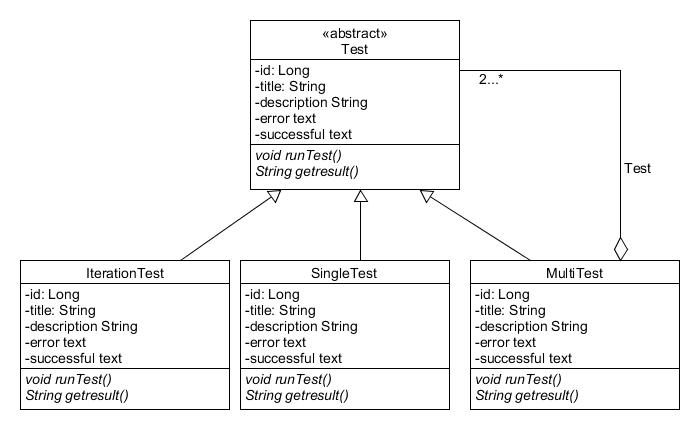 «abstract»
Test
-id: Long
-title: String
-description String
-error text
-successful text
void runTest()
String getresult()
2...*
Test
IterationTest
-id: Long
-title: String
-description String
-error text
-successful text
void runTest()
String getresult()
SingleTest
-id: Long
-title: String
-description String
-error text
-successful text
void runTest()
String getresult()
MultiTest
-id: Long
-title: String
-description String
-error text
-successful text
void runTest()
String getresult()